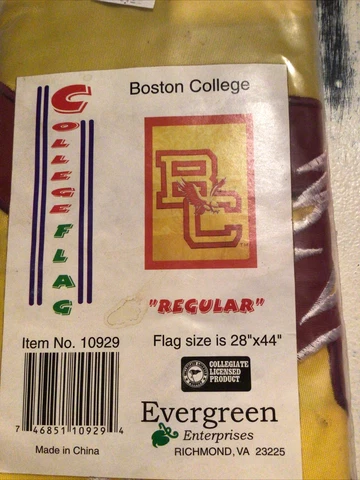 Boston College
COLLEGE FLAG
BC
TM
"REGULAR"
Item No. 10929
Flag size is 28"x44"
COLLEGIATE
LICENSED
PRODUCT
7 46851 10929 4
Evergreen
Enterprises
Made in China
RICHMOND, VA 23225